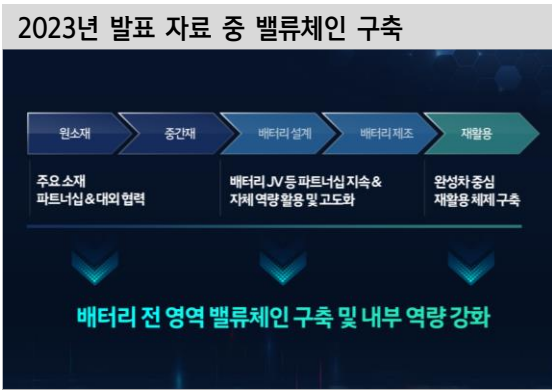 2023년 발표 자료 중 밸류체인 구축
원소재
중간재
배터리 설계
배터리 제조
재활용
주요 소재
파트너십 & 대외 협력
배터리 JV 등 파트너십 지속 &
자체 역량 활용 및 고도화
완성차 중심
재활용 체제 구축
배터리 전 영역 밸류체인 구축 및 내부 역량 강화